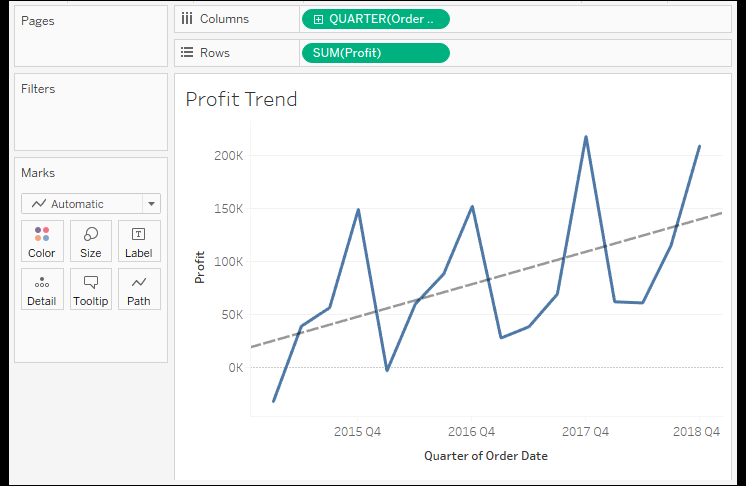 Pages
Columns
QUARTER(Order ..
Rows
SUM(Profit)
Filters
Marks
Automatic
Color
Size
Label
Detail
Tooltip
Path
Profit Trend
200K
150K
100K
50K
0K
Profit
2015 Q4
2016 Q4
2017 Q4
2018 Q4
Quarter of Order Date